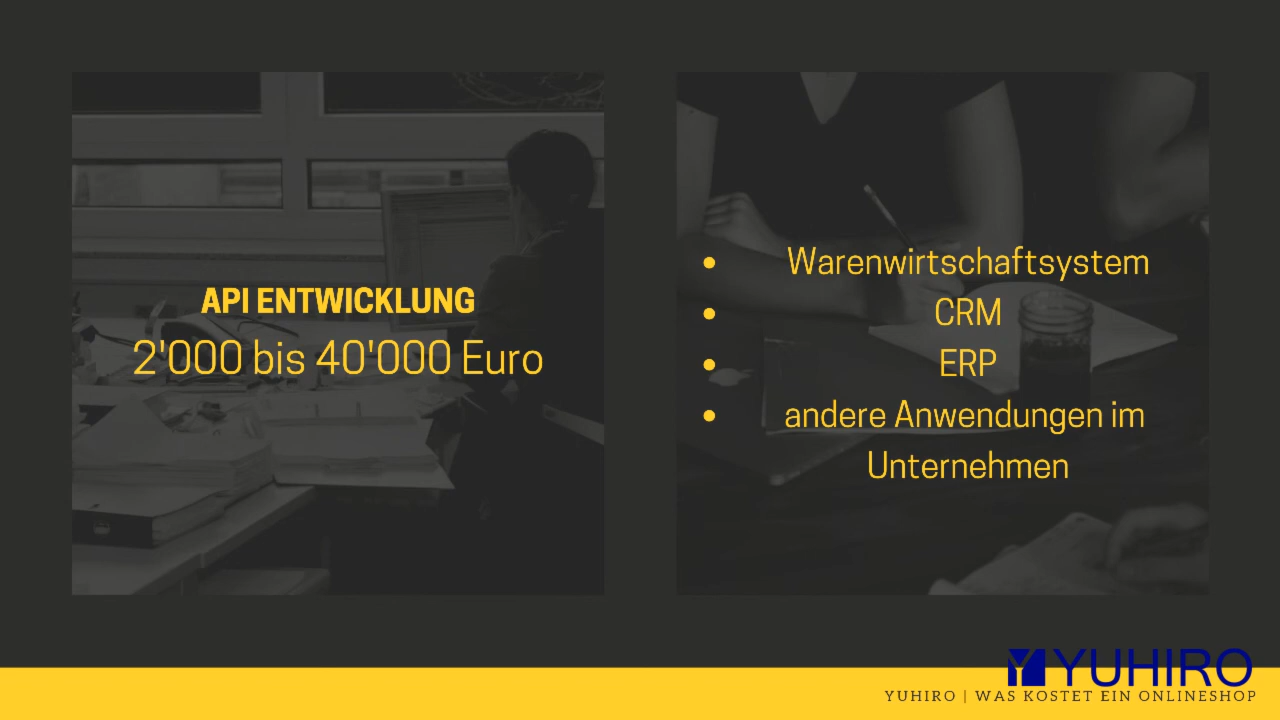 API ENTWICKLUNG
2'000 bis 40'000 Euro
• Warenwirtschaftsystem
• CRM
• ERP
• andere Anwendungen im
Unternehmen
YUHIRO
YUHIRO | WAS KOSTET EIN ONLINESHOP